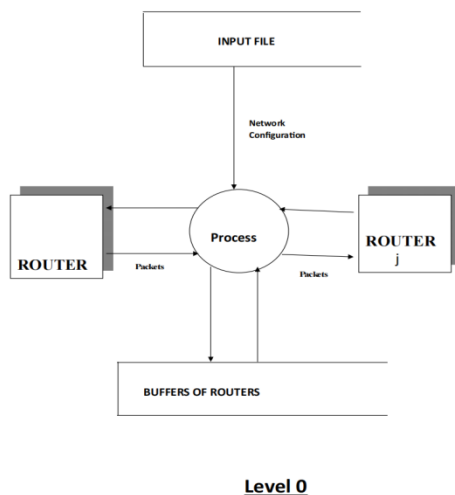 INPUT FILE
Network
Configuration
Process
ROUTER
Packets
ROUTER
j
Packets
BUFFERS OF ROUTERS
Level 0